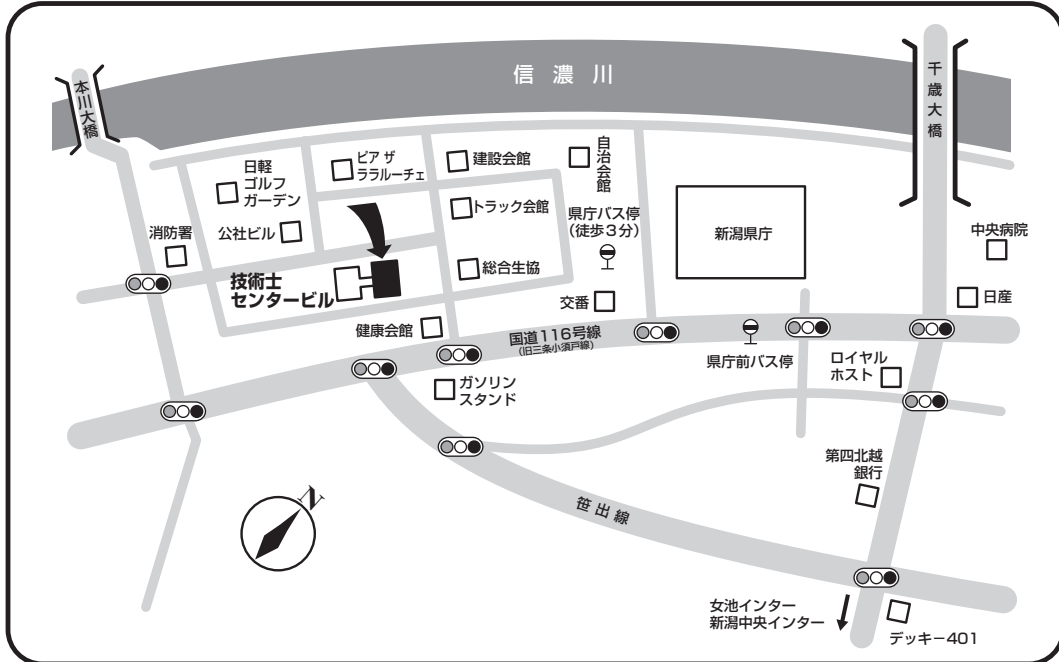 信濃川
本川大橋
千歳大橋
日軽
ゴルフ
ガーデン
ピアザ
ララルーチェ
建設会館
自治会館
トラック会館
県庁バス停
(徒歩3分)
新潟県庁
中央病院
消防署
公社ビル
技術士
センタービル
総合生協
交番
日産
健康会館
国道116号線
(旧三条小須戸線)
県庁前バス停
ロイヤル
ホスト
ガソリン
スタンド
第四北越
銀行
N
笹出線
女池インター
新潟中央インター
デッキー401